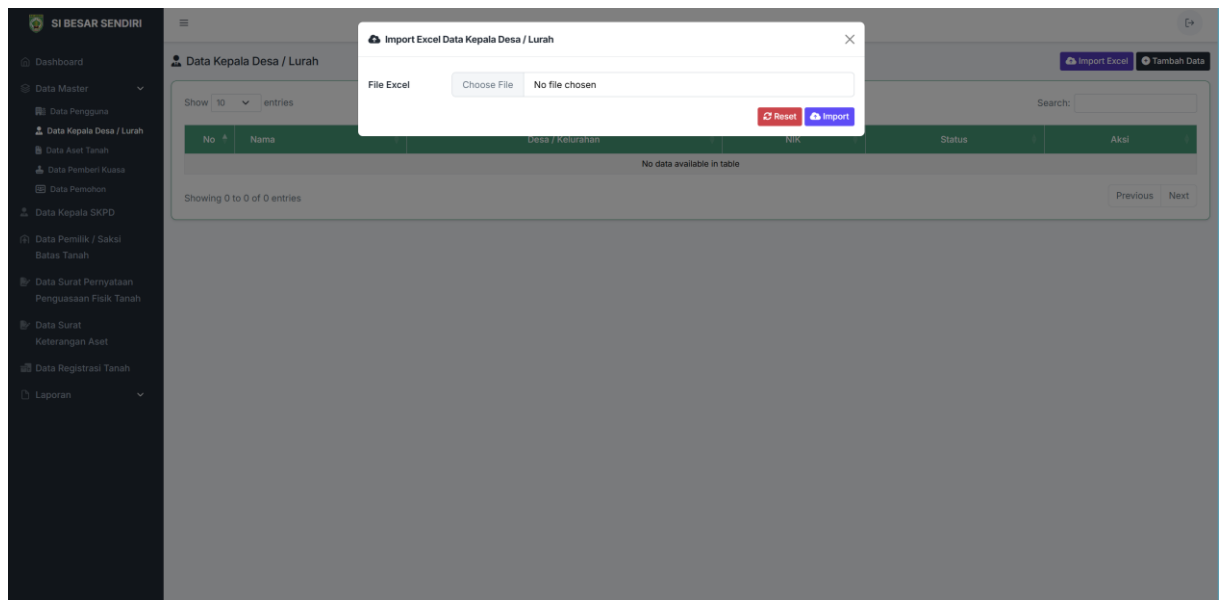 SI BESAR SENDIRI
Import Excel Data Kepala Desa / Lurah
Dashboard
Data Kepala Desa / Lurah
Import Excel
Tambah Data
File Excel
Choose File
No file chosen
Data Master
Show 10 entries
Search:
Data Pengguna
Reset
Import
Data Kepala Desa / Lurah
No
Nama
Desa / Kelurahan
NIK
Status
Aksi
Data Aset Tanah
No data available in table
Data Pemberi Kuasa
Data Pemohon
Showing 0 to 0 of 0 entries
Previous
Next
Data Kepala SKPD
Data Pemilik / Saksi
Batas Tanah
Data Surat Pernyataan
Penguasaan Fisik Tanah
Data Surat
Keterangan Aset
Data Registrasi Tanah
Laporan